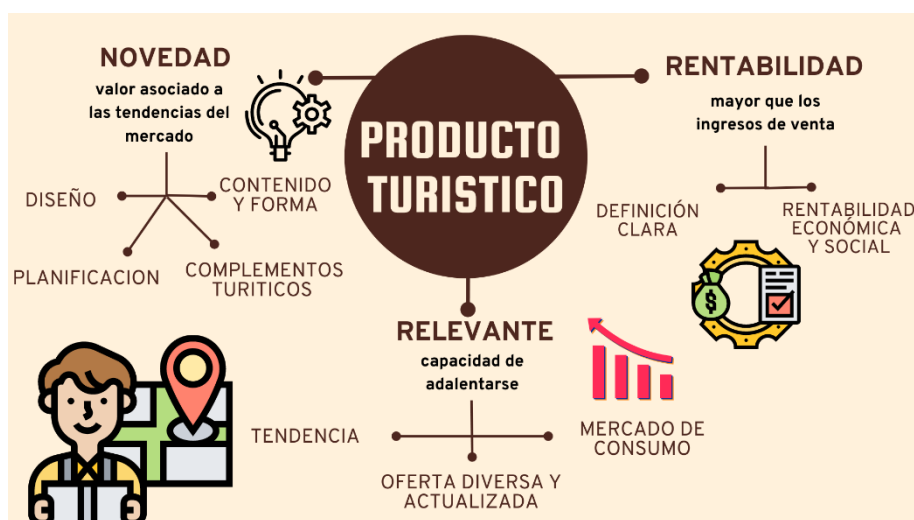 PRODUCTO
TURISTICO
NOVEDAD
valor asociado a
las tendencias del
mercado
DISEÑO
CONTENIDO
Y FORMA
PLANIFICACION
COMPLEMENTOS
TURITICOS
RENTABILIDAD
mayor que los
ingresos de venta
DEFINICIÓN
CLARA
RENTABILIDAD
ECONÓMICA
Y SOCIAL
RELEVANTE
capacidad de
adalentarse
TENDENCIA
MERCADO DE
CONSUMO
OFERTA DIVERSA Y
ACTUALIZADA
$